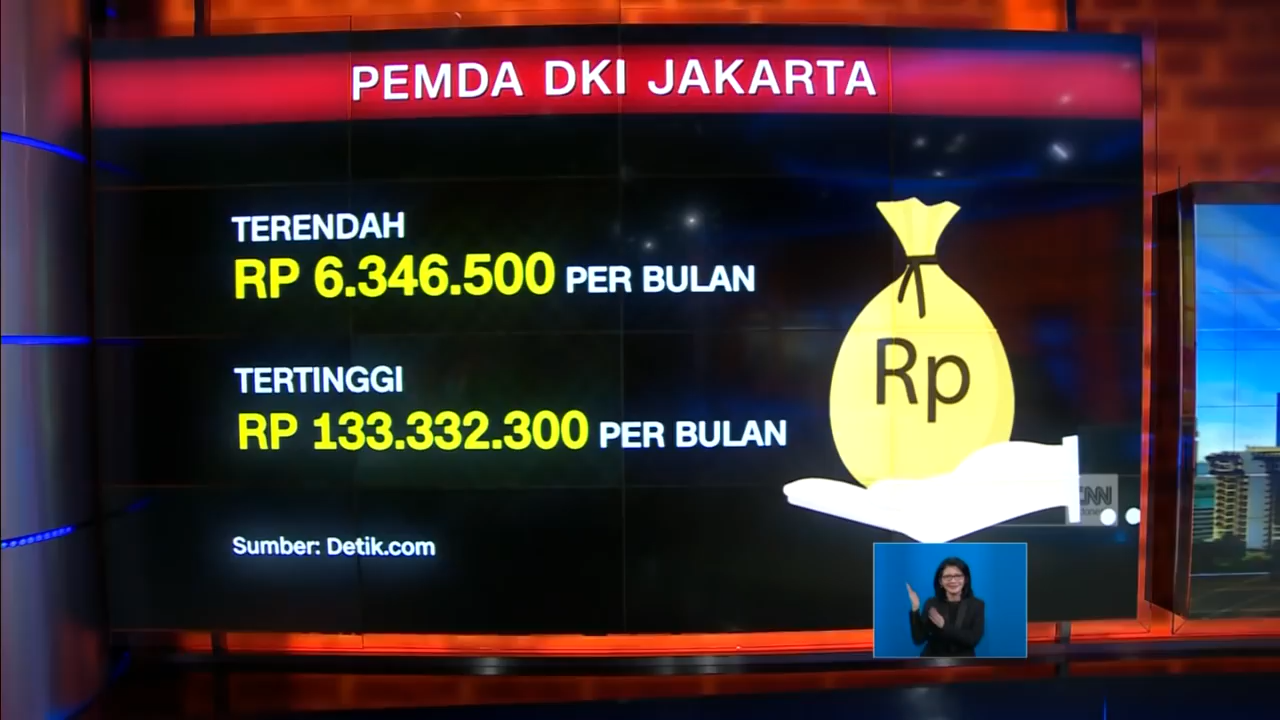 PEMDA DKI JAKARTA
TERENDAH
RP 6.346.500 PER BULAN
Rp
TERTINGGI
RP 133.332.300 PER BULAN
CNN
Sumber: Detik.com